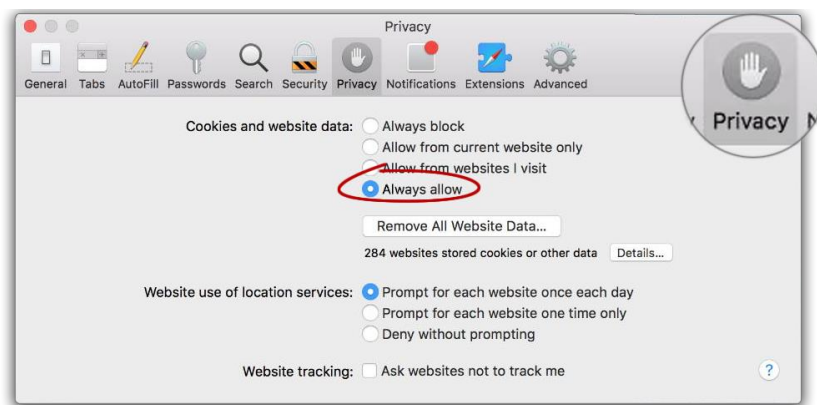 Privacy
General Tabs AutoFill Passwords Search Security Privacy Notifications Extensions Advanced
Privacy
Cookies and website data: Always block
Allow from current website only
Allow from websites I visit
Always allow
Remove All Website Data...
284 websites stored cookies or other data Details...
Website use of location services: Prompt for each website once each day
Prompt for each website one time only
Deny without prompting
Website tracking: Ask websites not to track me ?